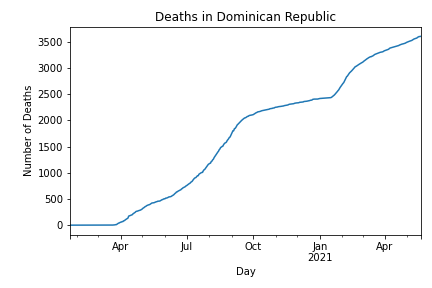 Deaths in Dominican Republic
Number of Deaths
3500
3000
2500
2000
1500
1000
500
0
Apr
Jul
Oct
Jan
2021
Apr
Day